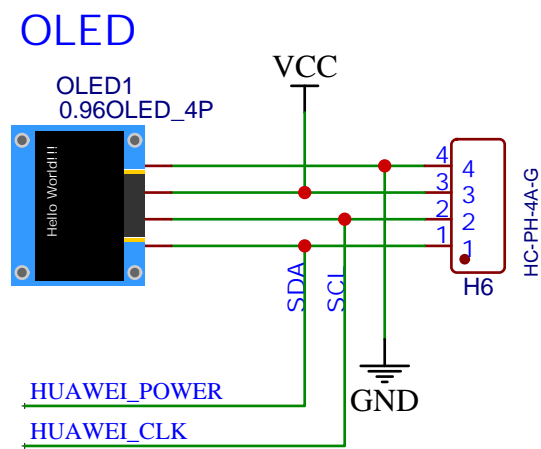 OLED
OLED1
0.96OLED_4P
Hello World!!!
VCC
4
3
2
1
4
3
2
1
HC-PH-4A-G
H6
SDA
SCL
GND
HUAWEI_POWER
HUAWEI_CLK